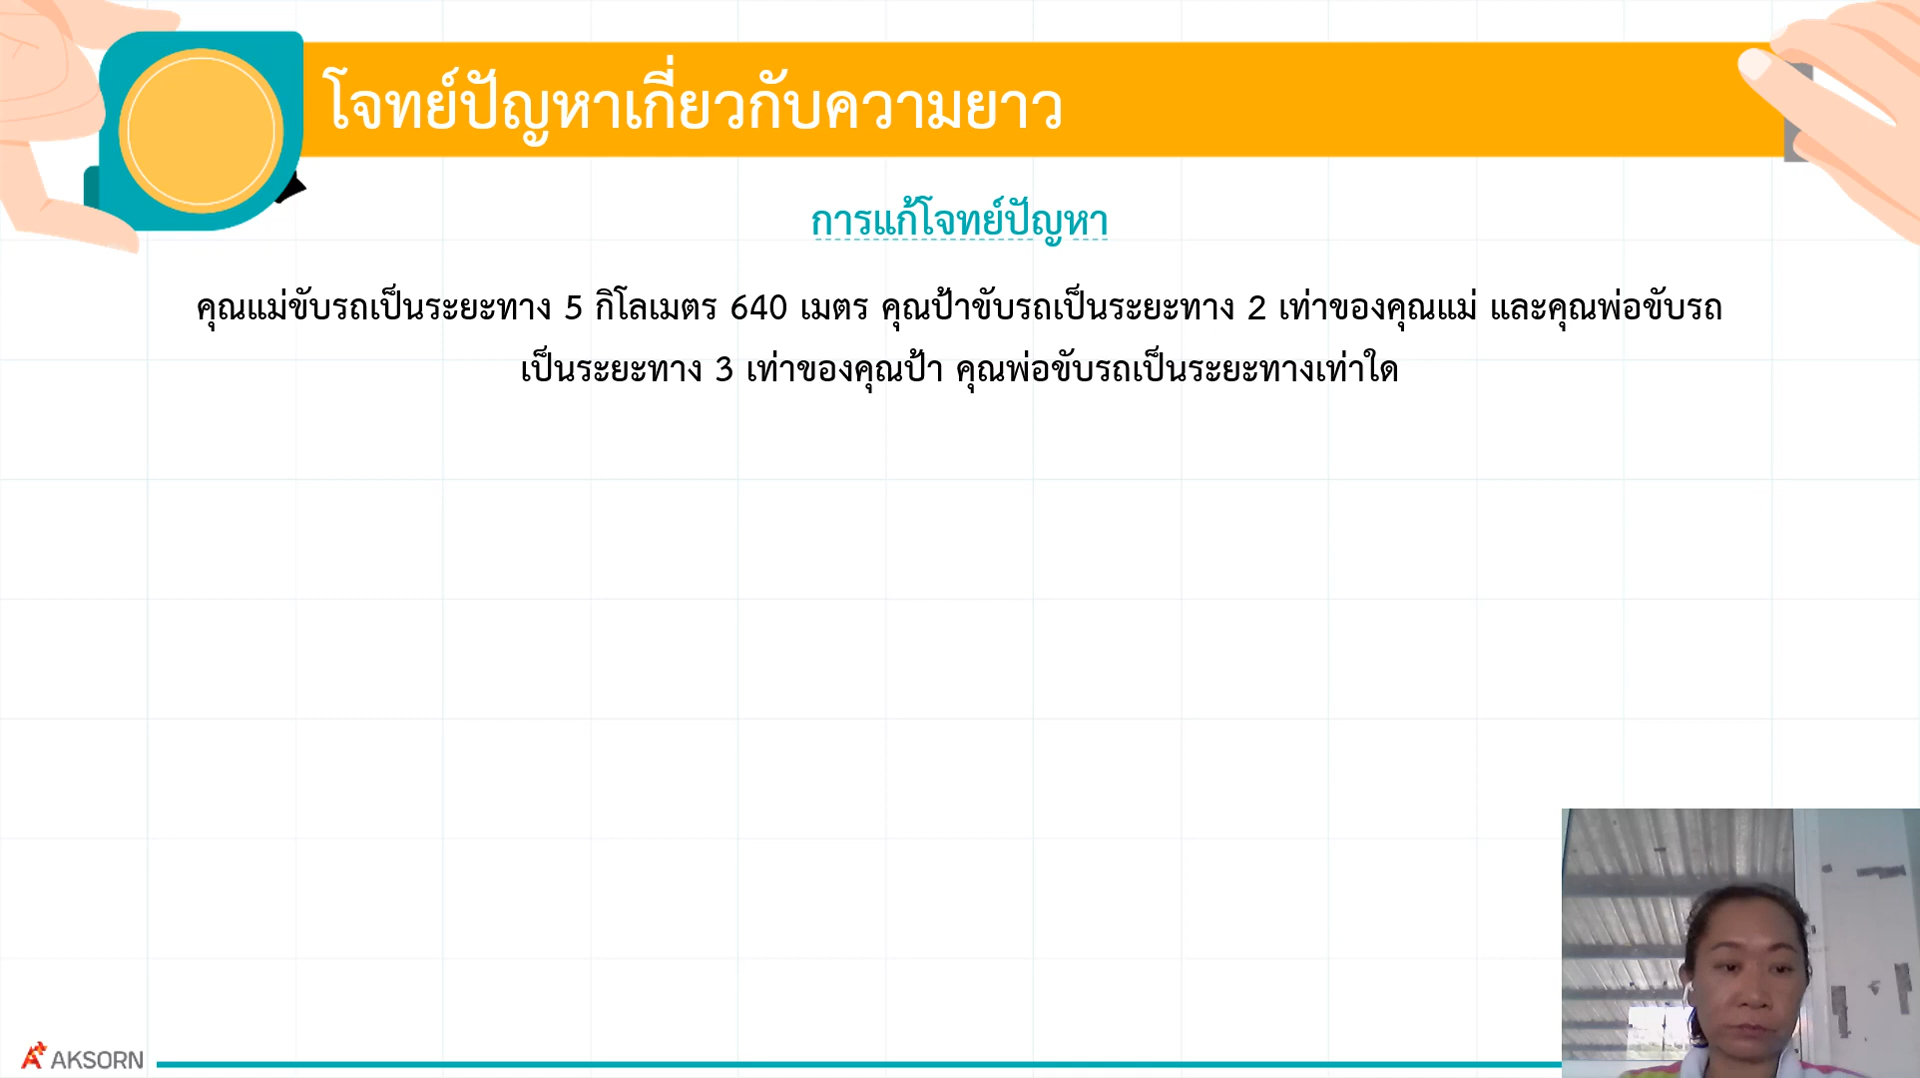 โจทย์ปัญหาเกี่ยวกับความยาว
การแก้โจทย์ปัญหา
คุณแม่ขับรถเป็นระยะทาง 5 กิโลเมตร 640 เมตร คุณป้าขับรถเป็นระยะทาง 2 เท่าของคุณแม่ และคุณพ่อขับรถ
เป็นระยะทาง 3 เท่าของคุณป้า คุณพ่อขับรถเป็นระยะทางเท่าใด
AKSORN